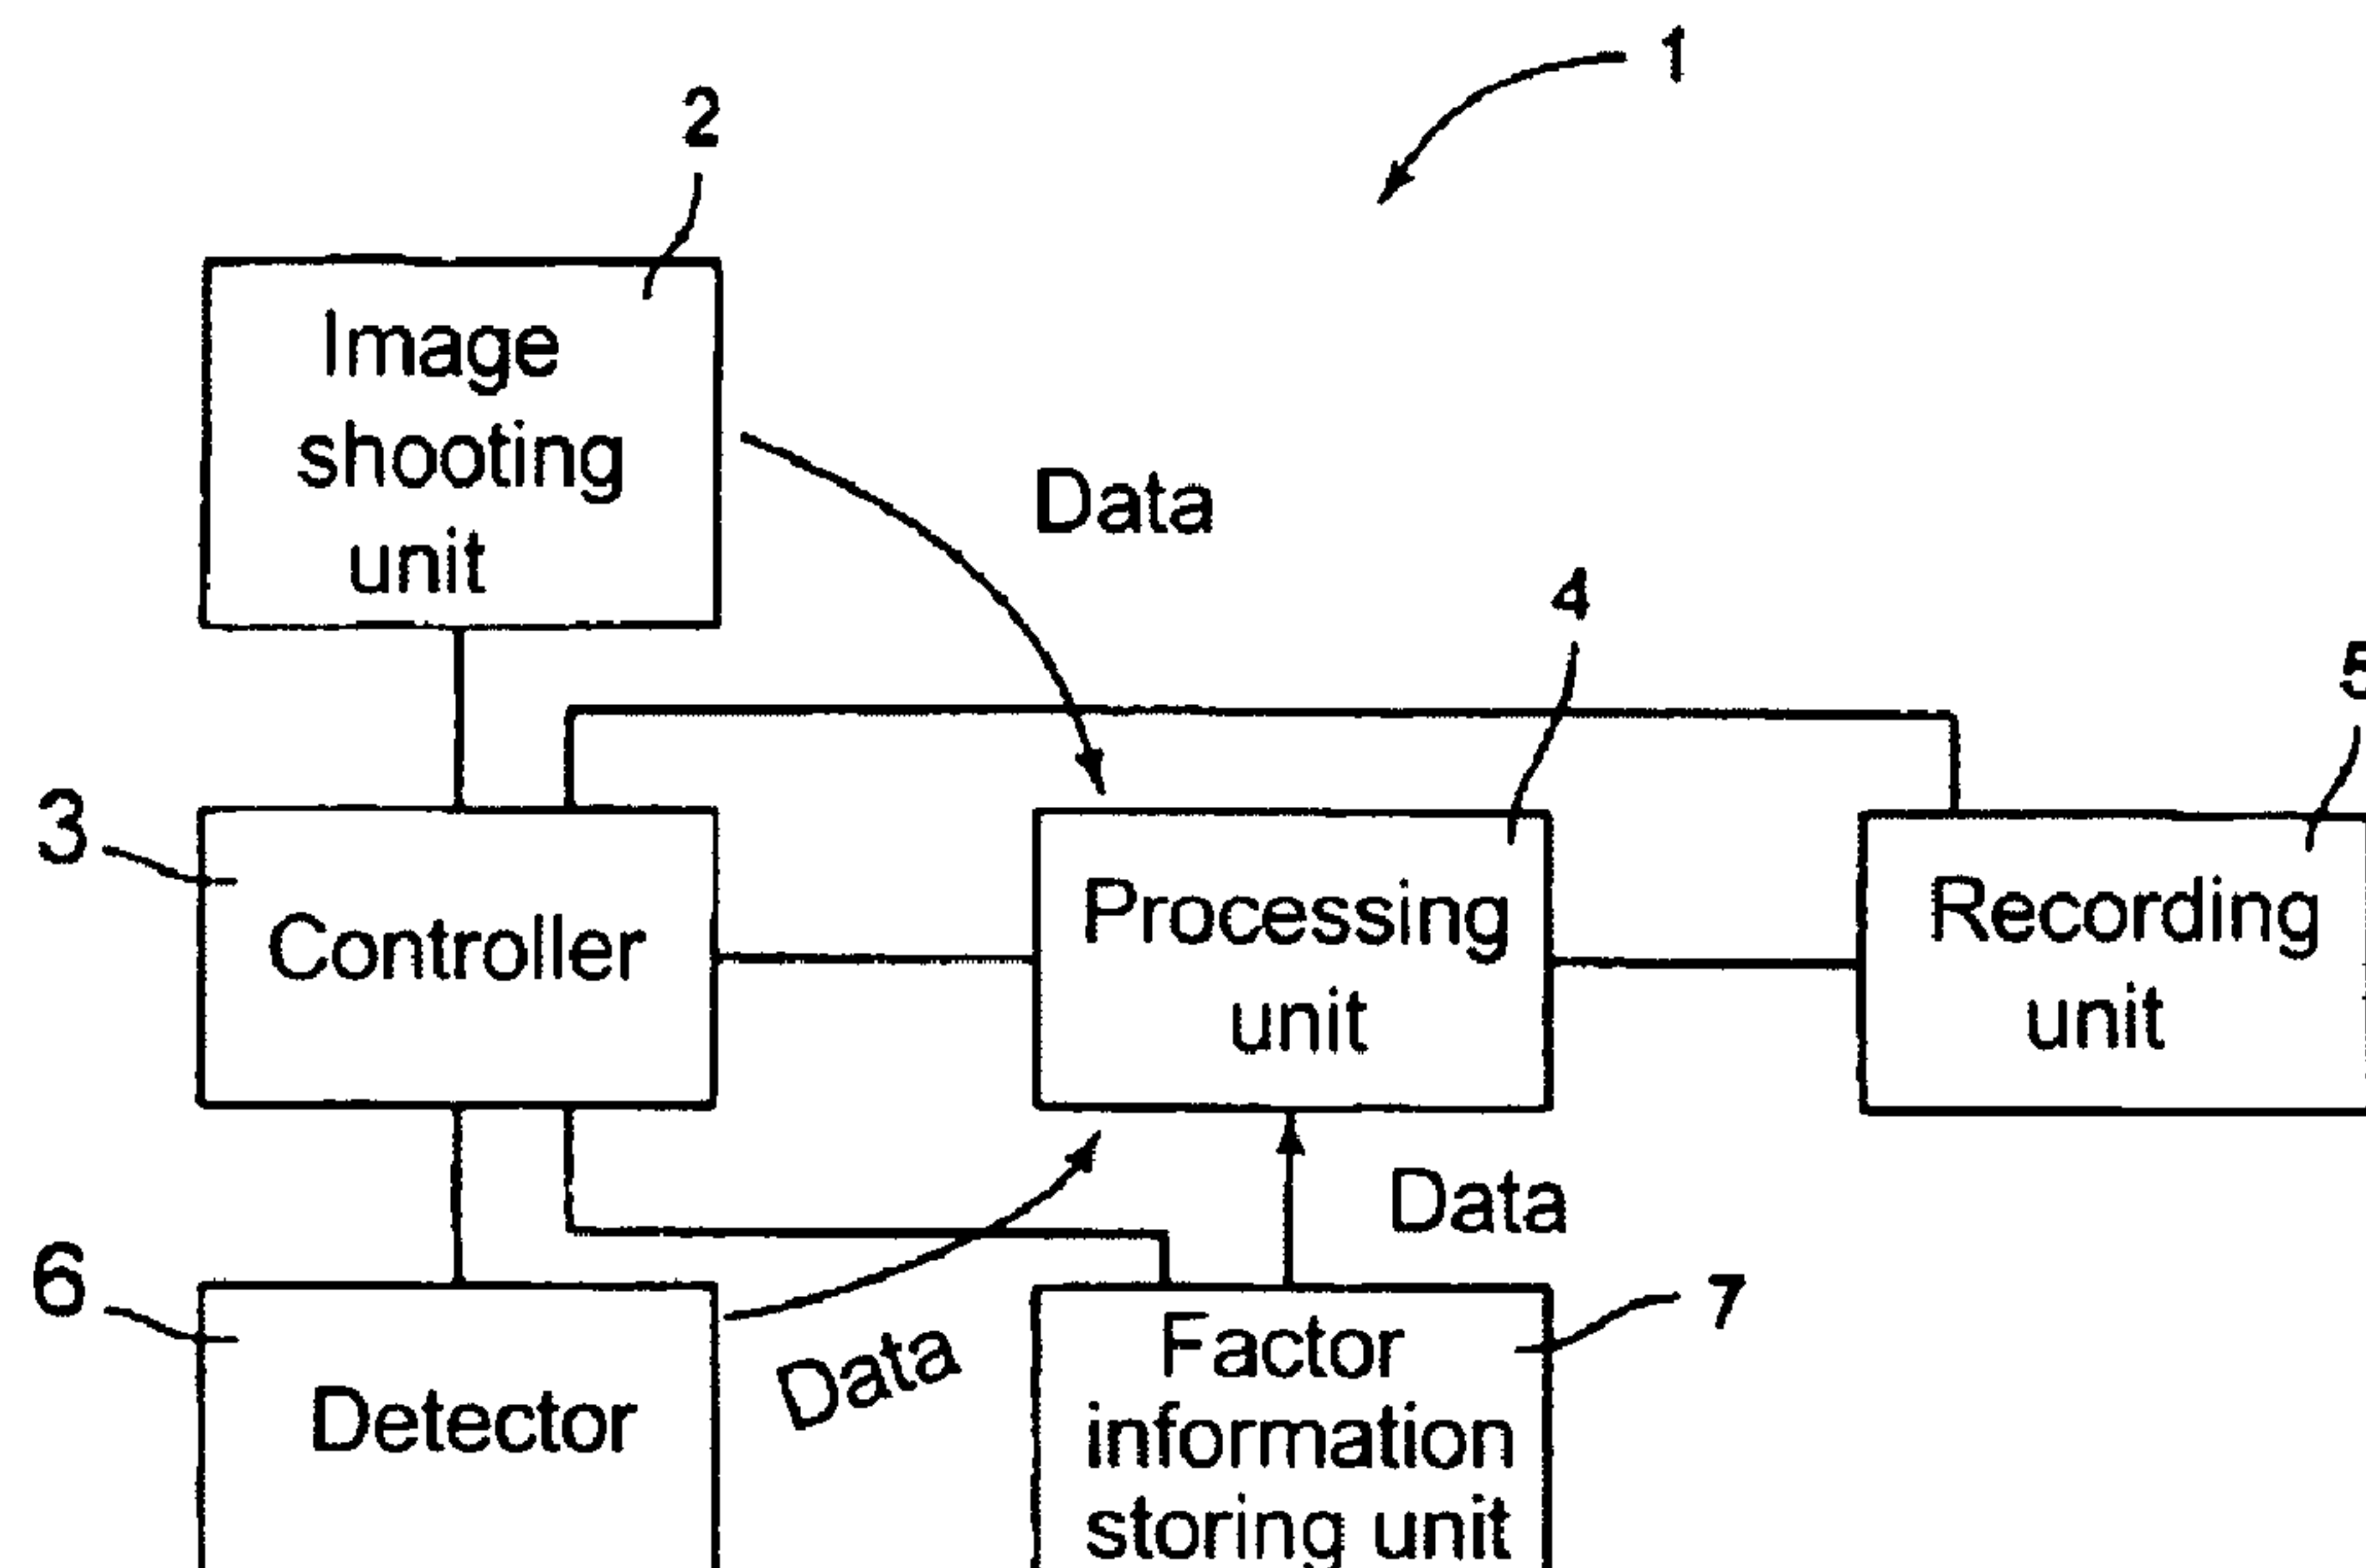 1
2
Image
shooting
unit
Data
4
5
3
Controller
Processing
unit
Recording
unit
Data
6
Detector
Data
7
Factor
information
storing unit